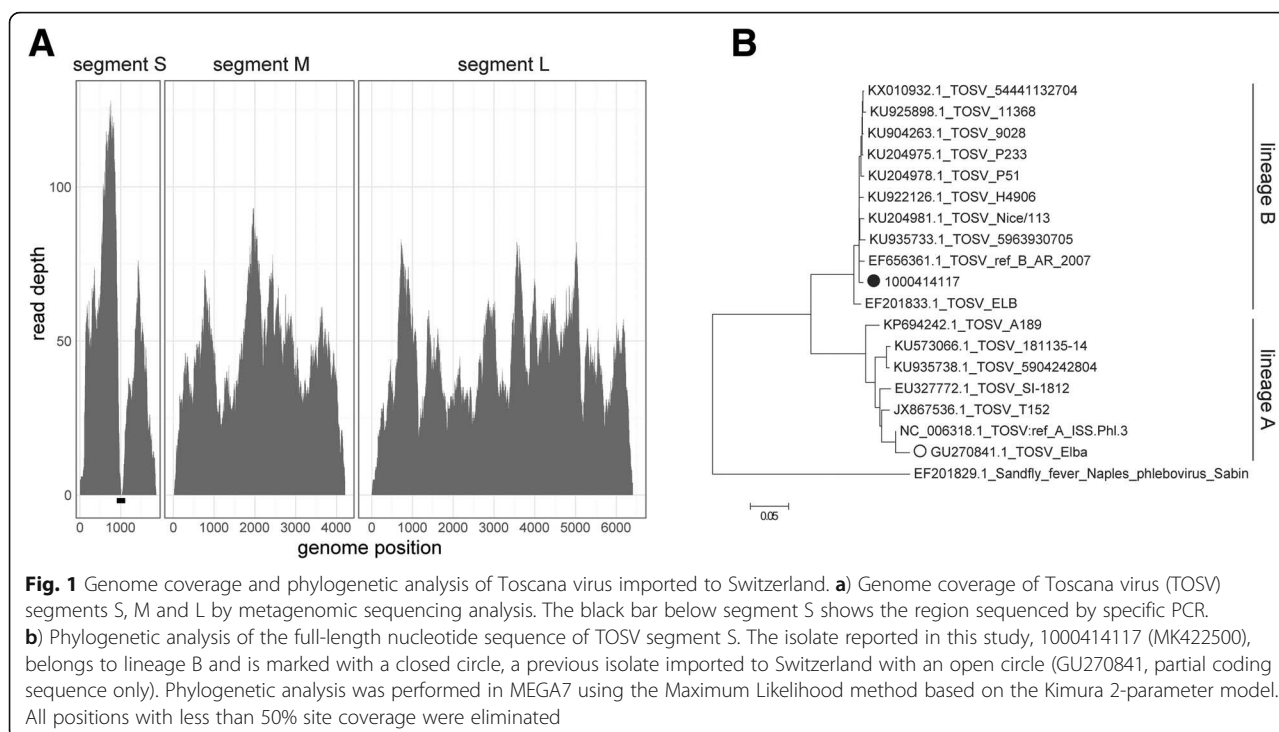 A
segment S
segment M
segment L
read depth
100
50
0
0 1000
0 1000 2000 3000 4000
0 1000 2000 3000 4000 5000 6000
genome position
B
KX010932.1_TOSV_54441132704
KU925898.1_TOSV_11368
KU904263.1_TOSV_9028
KU204975.1_TOSV_P233
KU204978.1_TOSV_P51
KU922126.1_TOSV_H4906
KU204981.1_TOSV_Nice/113
KU935733.1_TOSV_5963930705
EF656361.1_TOSV_ref_B_AR_2007
1000414117
EF201833.1_TOSV_ELB
KP694242.1_TOSV_A189
KU573066.1_TOSV_181135-14
KU935738.1_TOSV_5904242804
EU327772.1_TOSV_SI-1812
JX867536.1_TOSV_T152
NC_006318.1_TOSV:ref_A_ISS.Phl.3
GU270841.1_TOSV_Elba
EF201829.1_Sandfly_fever_Naples_phlebovirus_Sabin
lineage B
lineage A
0.05
Fig. 1 Genome coverage and phylogenetic analysis of Toscana virus imported to Switzerland. a) Genome coverage of Toscana virus (TOSV)
segments S, M and L by metagenomic sequencing analysis. The black bar below segment S shows the region sequenced by specific PCR.
b) Phylogenetic analysis of the full-length nucleotide sequence of TOSV segment S. The isolate reported in this study, 1000414117 (MK422500),
belongs to lineage B and is marked with a closed circle, a previous isolate imported to Switzerland with an open circle (GU270841, partial coding
sequence only). Phylogenetic analysis was performed in MEGA7 using the Maximum Likelihood method based on the Kimura 2-parameter model.
All positions with less than 50% site coverage were eliminated